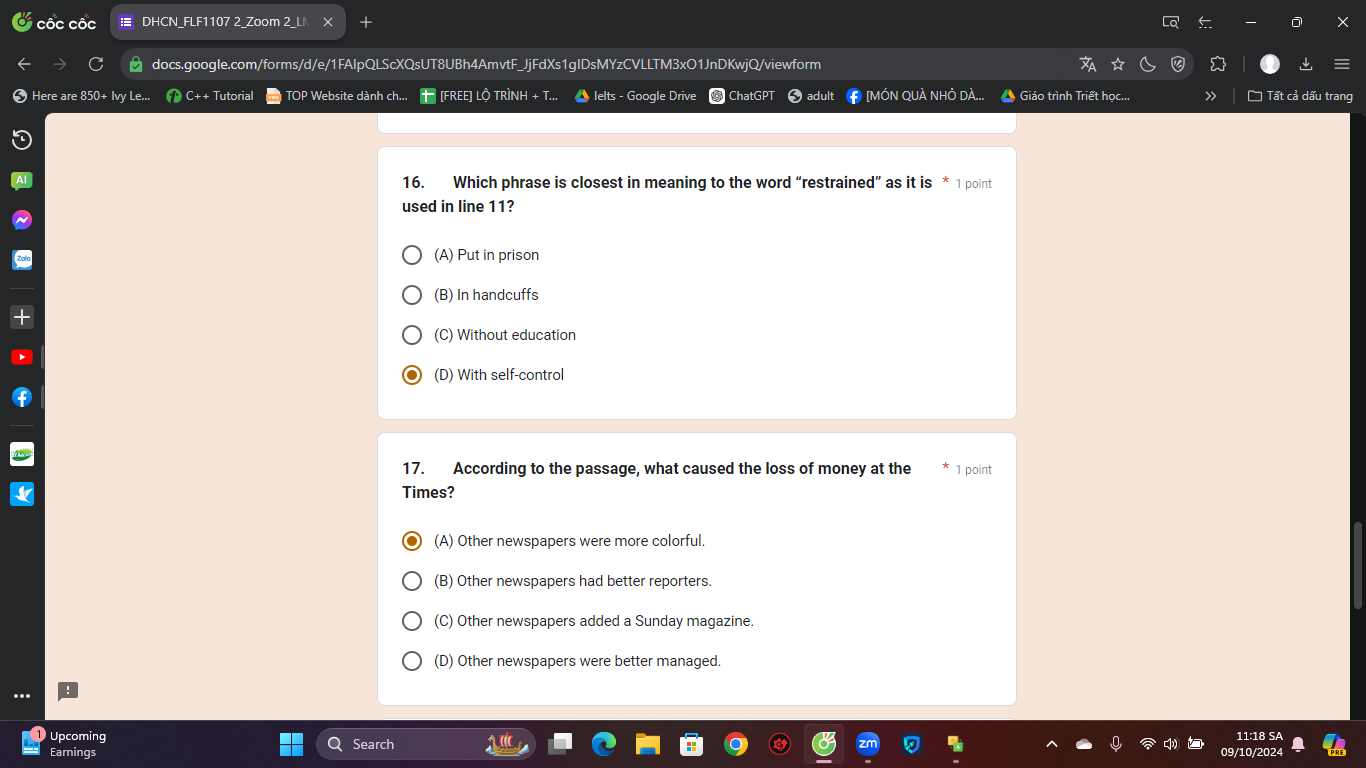 cốc cốc
DHCN_FLF1107 2_Zoom 2_LM
docs.google.com/forms/d/e/1FAIpQLScXQsUT8UBh4AmvtF_JjFdXs1gIDsMYzCVLLTM3xO1JnDKwjQ/viewform
Here are 850+ Ivy Le...
C++ Tutorial
TOP Website dành ch...
[FREE] LỘ TRÌNH + T...
Ielts - Google Drive
ChatGPT
adult
[MÓN QUÀ NHỎ DÀ...
Giáo trình Triết học...
Tất cả dấu trang
AI
Zalo
16. Which phrase is closest in meaning to the word “restrained” as it is * 1 point
used in line 11?
(A) Put in prison
(B) In handcuffs
(C) Without education
(D) With self-control
17. According to the passage, what caused the loss of money at the * 1 point
Times?
(A) Other newspapers were more colorful.
(B) Other newspapers had better reporters.
(C) Other newspapers added a Sunday magazine.
(D) Other newspapers were better managed.
1
Upcoming
Earnings
Search
zm
11:18 SA
09/10/2024
PRE